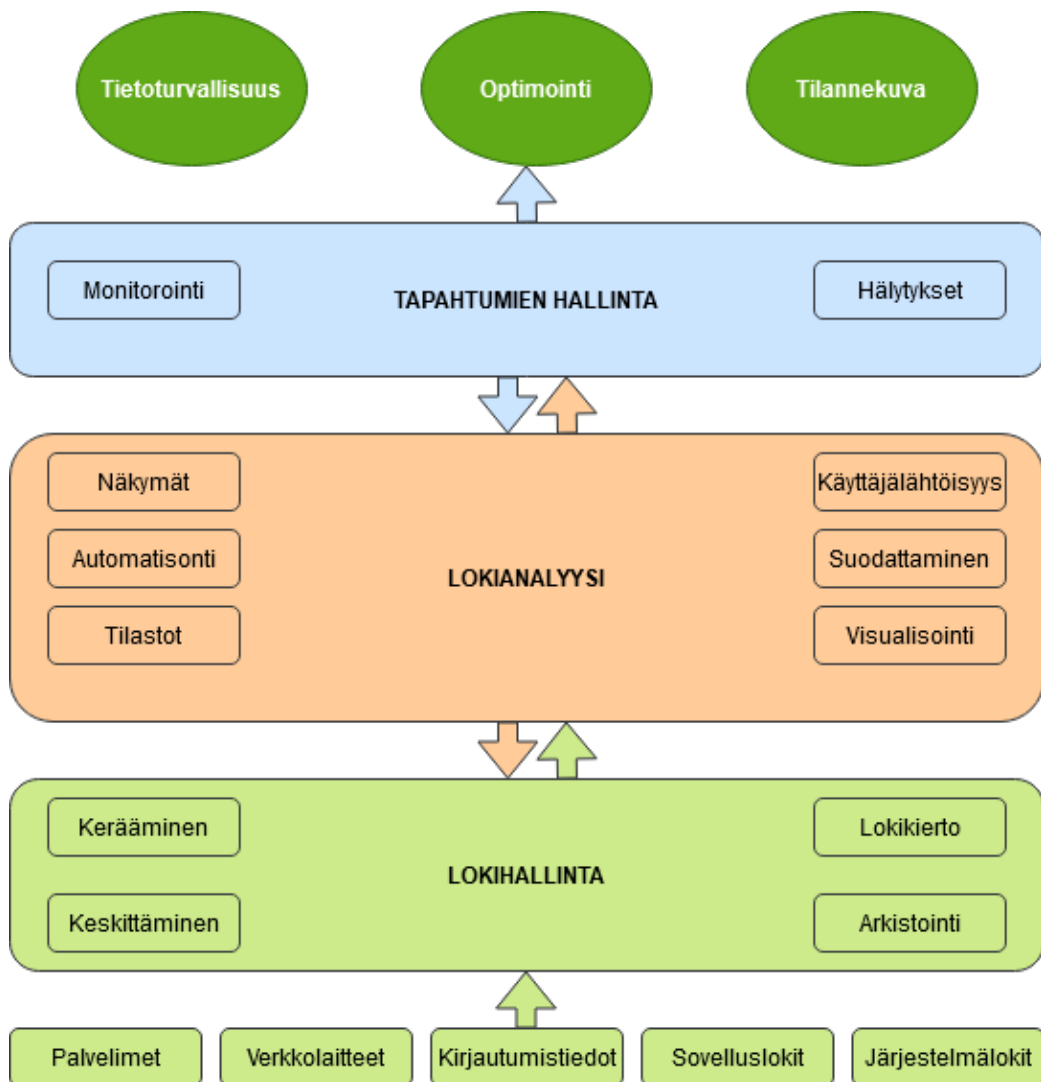 Tietoturvallisuus
Optimointi
Tilannekuva
Monitorointi
TAPAHTUMIEN HALLINTA
Hälytykset
Näkymät
Käyttäjälähtöisyys
Automatisonti
LOKIANALYYSI
Suodattaminen
Tilastot
Visualisointi
Kerääminen
Lokikierto
LOKIHALLINTA
Keskittäminen
Arkistointi
Palvelimet
Verkkolaitteet
Kirjautumistiedot
Sovelluslokit
Järjestelmälokit